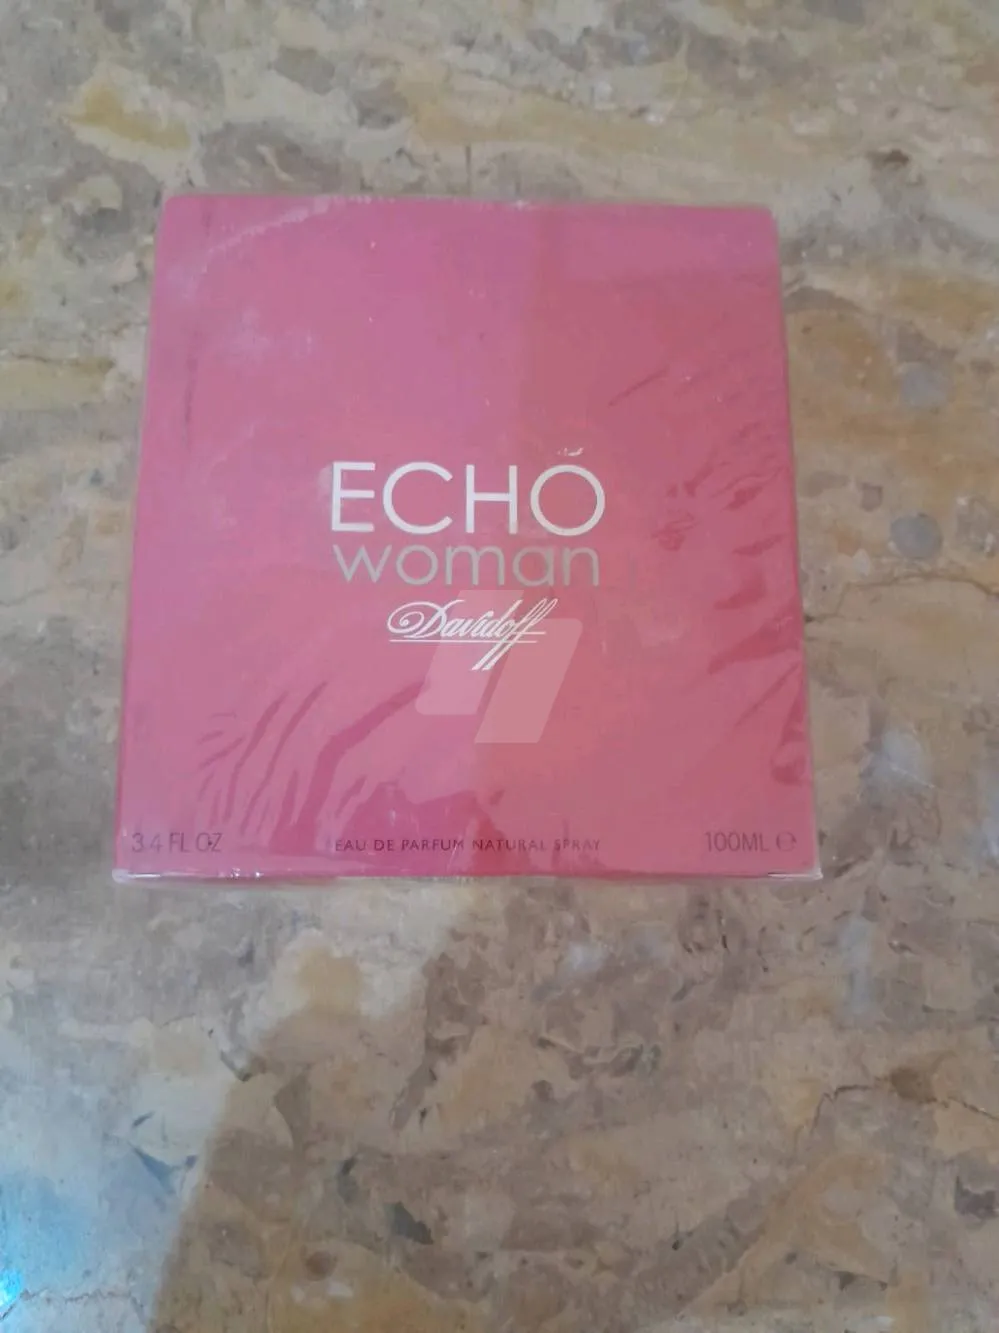 ECHO
woman
Davidoff
3.4 FL OZ
EAU DE PARFUM NATURAL SPRAY
100ML ℮